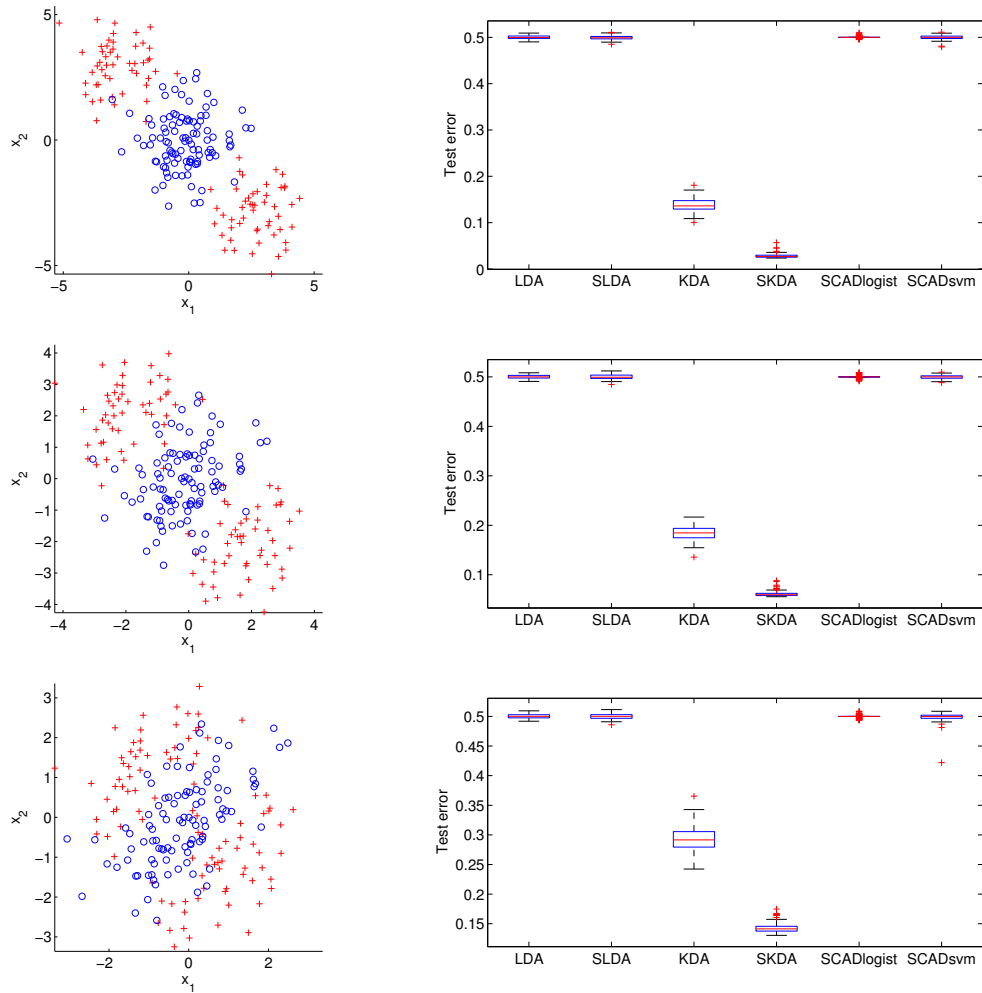 5
0
−5
x2
−5
0
5
x1
0.5
0.4
0.3
0.2
0.1
0
Test error
LDA
SLDA
KDA
SKDA
SCADlogist
SCADsvm
4
3
2
1
0
−1
−2
−3
−4
x2
−4
−2
0
2
4
x1
0.5
0.4
0.3
0.2
0.1
Test error
LDA
SLDA
KDA
SKDA
SCADlogist
SCADsvm
3
2
1
0
−1
−2
−3
x2
−2
0
2
x1
0.5
0.45
0.4
0.35
0.3
0.25
0.2
0.15
Test error
LDA
SLDA
KDA
SKDA
SCADlogist
SCADsvm